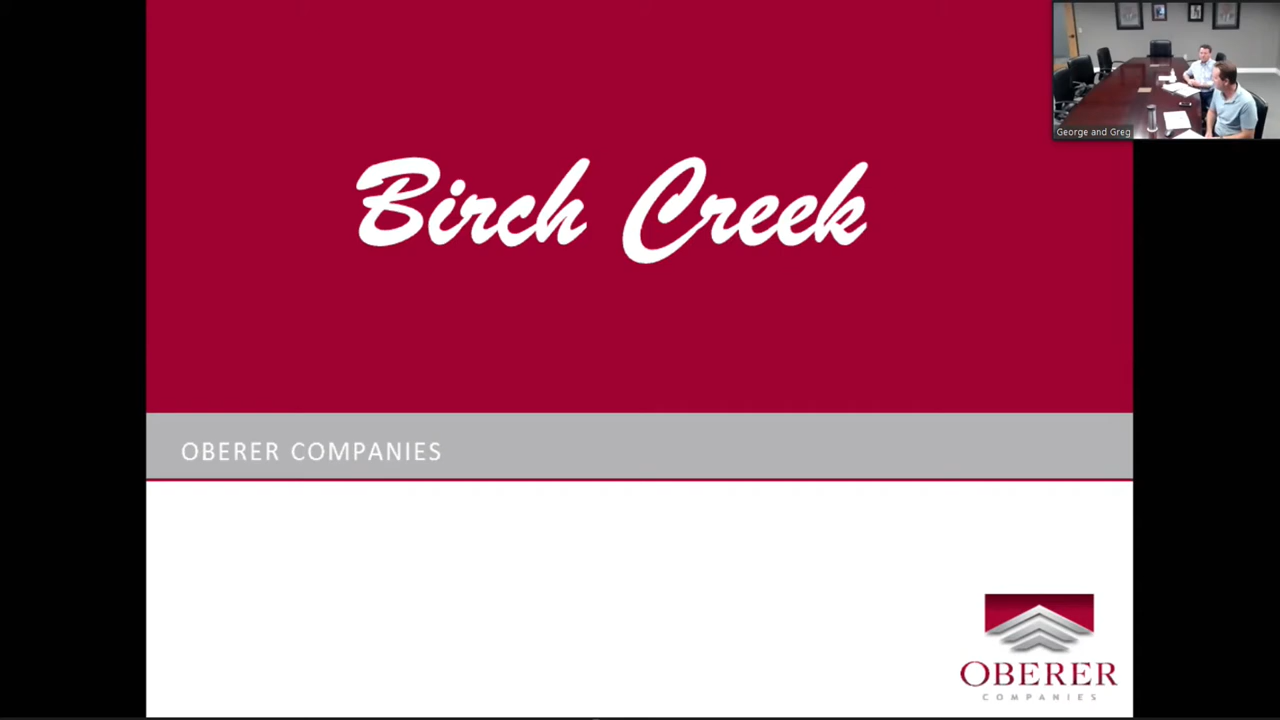 George and Greg
Birch Creek
OBERER COMPANIES
OBERER
COMPANIES